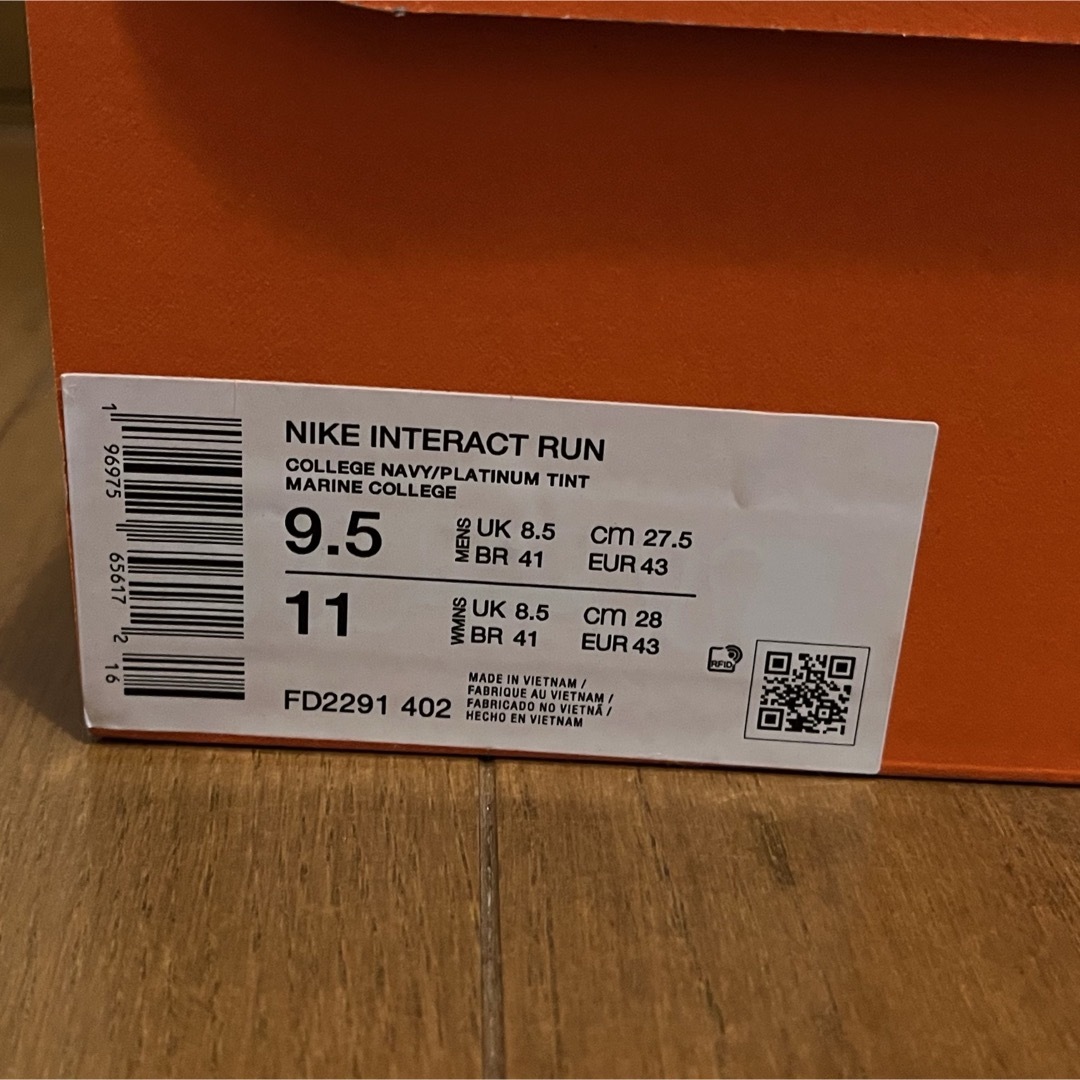 NIKE INTERACT RUN
COLLEGE NAVY/PLATINUM TINT
MARINE COLLEGE
9.5 MENS UK 8.5 cm 27.5
BR 41 EUR 43
11 WMNS UK 8.5 cm 28
BR 41 EUR 43
FD2291 402
MADE IN VIETNAM /
FABRIQUE AU VIETNAM /
FABRICADO NO VIETNÃ /
HECHO EN VIETNAM
RFID
1 96975 65617 2 16